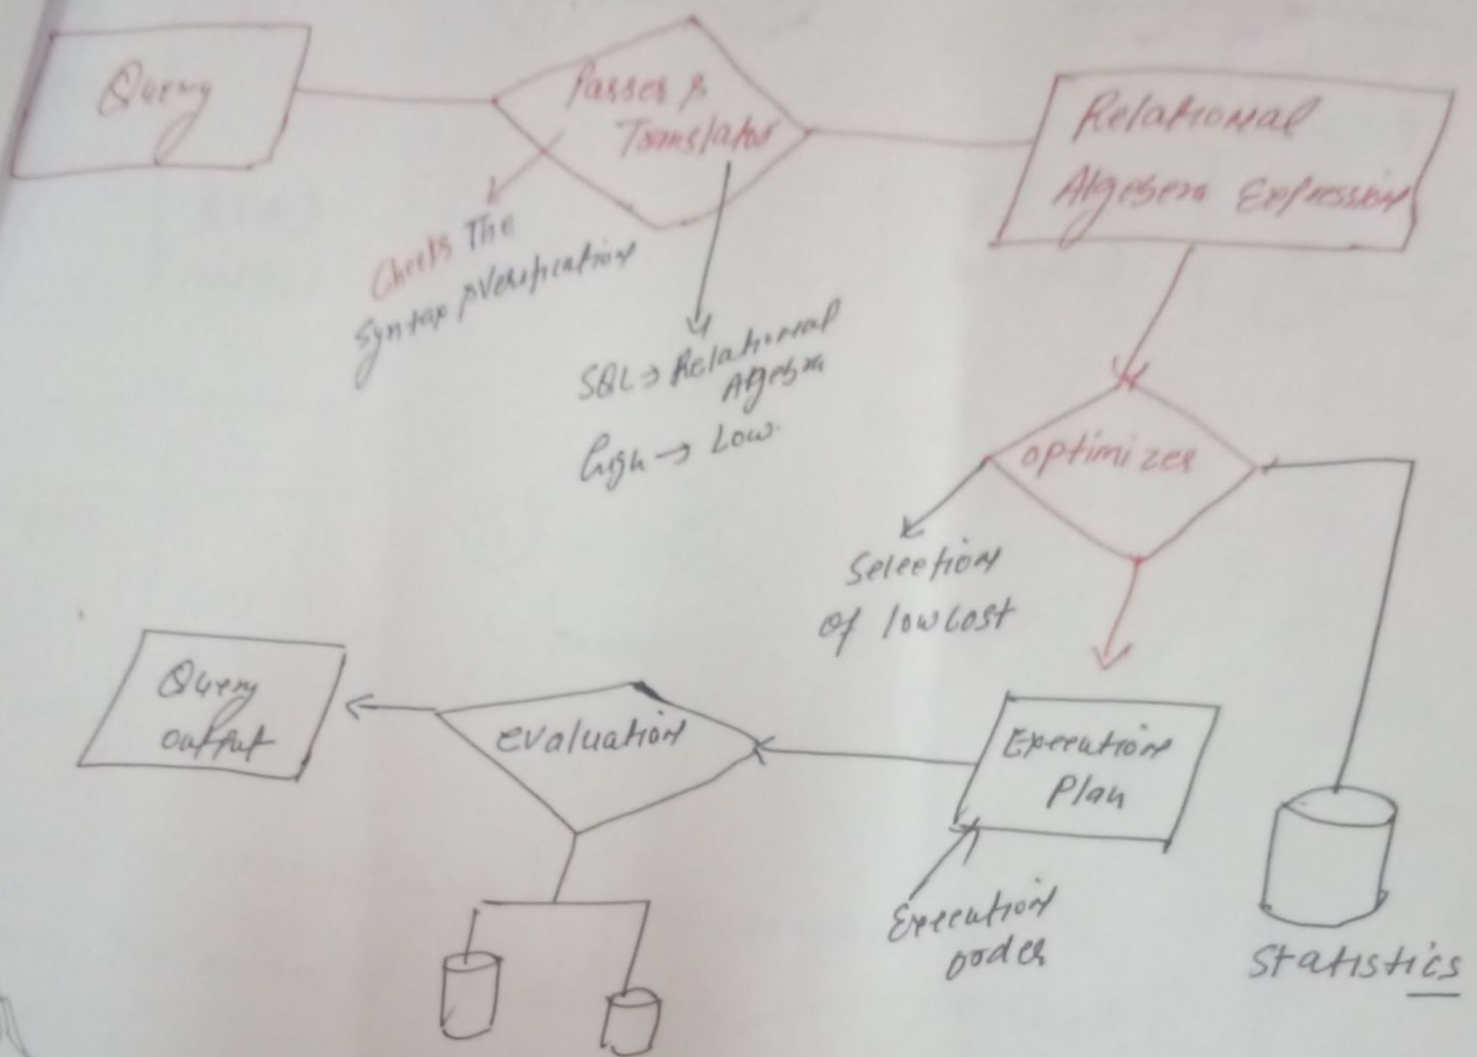 Query
Passer &
Translator
Relational
Algebra Expression
Checks The
Syntax & Verification
SQL → Relational
Algebra
high → Low
optimizer
Selection
of low cost
Query
output
evaluation
Execution
Plan
Execution
order
Statistics